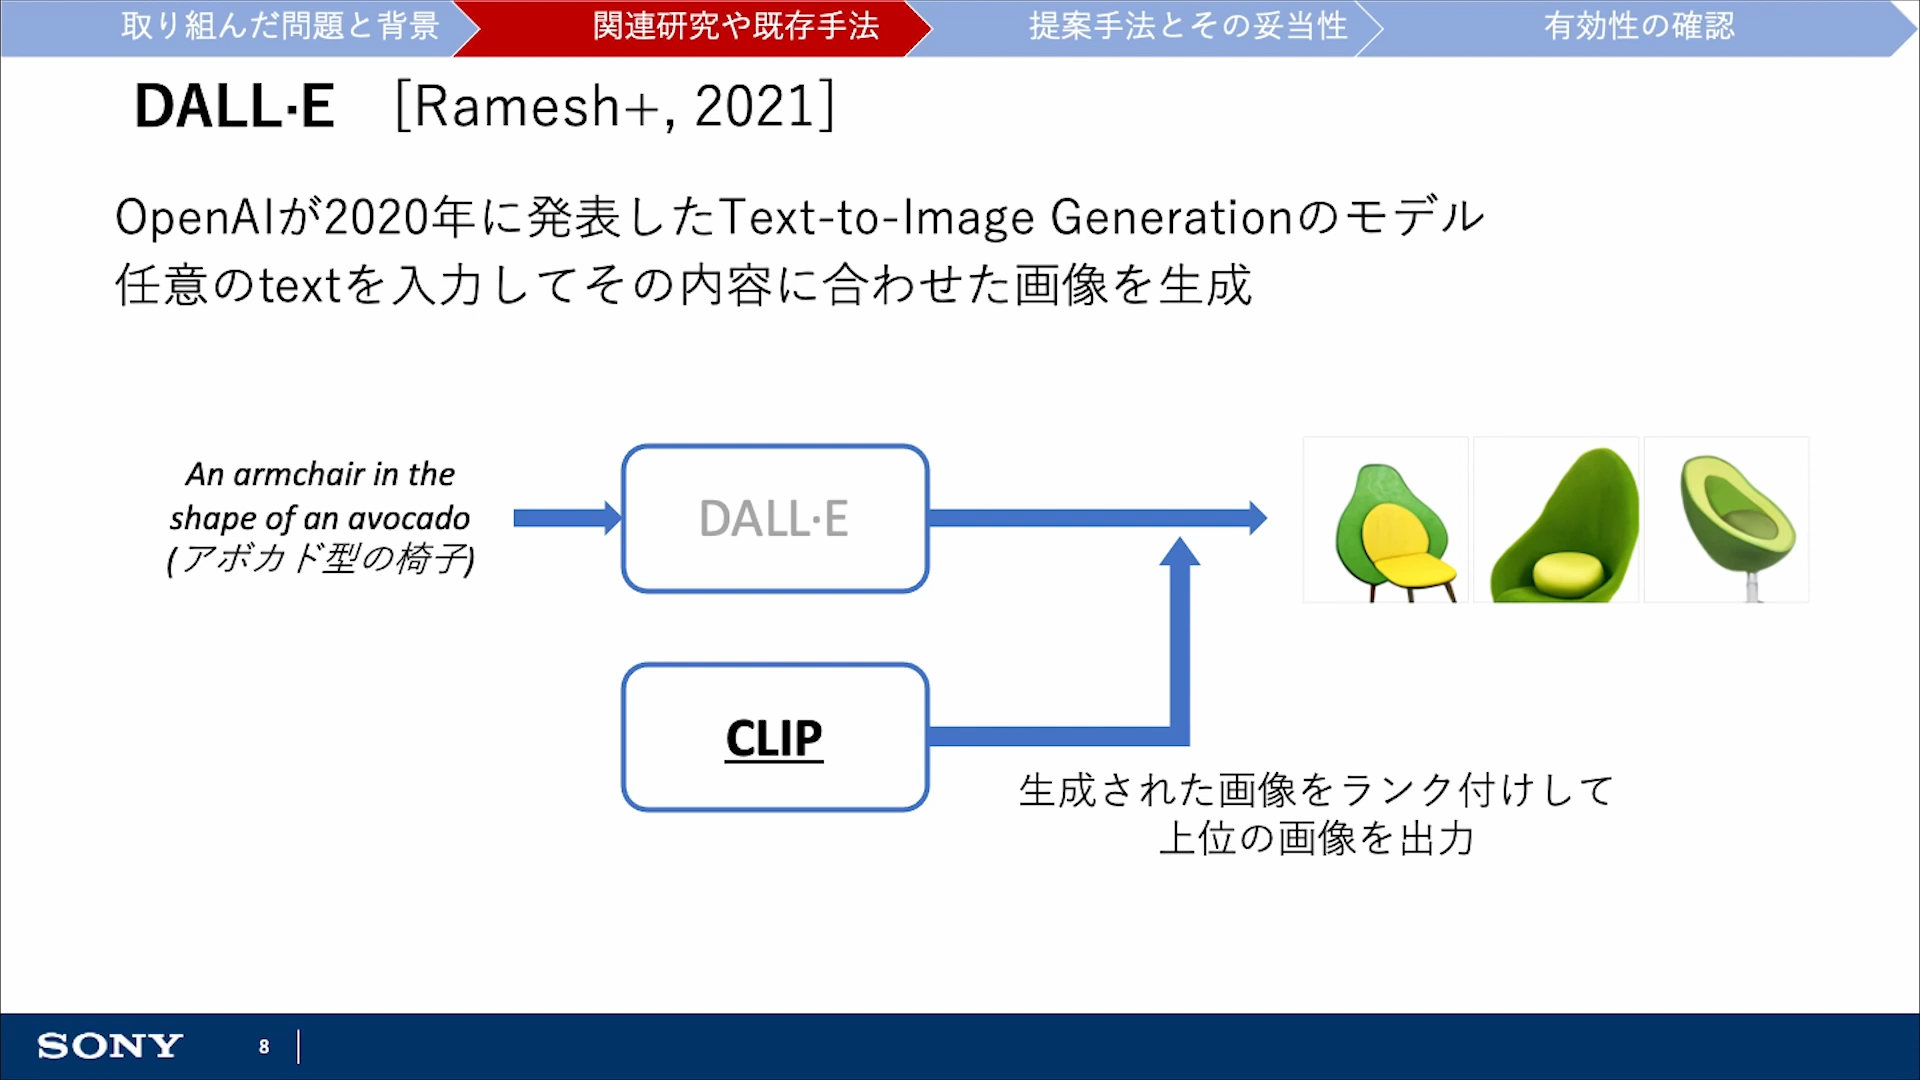 取り組んだ問題と背景
関連研究や既存手法
提案手法とその妥当性
有効性の確認
DALL·E [Ramesh+, 2021]
OpenAIが2020年に発表したText-to-Image Generationのモデル
任意のtextを入力してその内容に合わせた画像を生成
An armchair in the
shape of an avocado
(アボカド型の椅子)
DALL·E
CLIP
生成された画像をランク付けして
上位の画像を出力
SONY
8